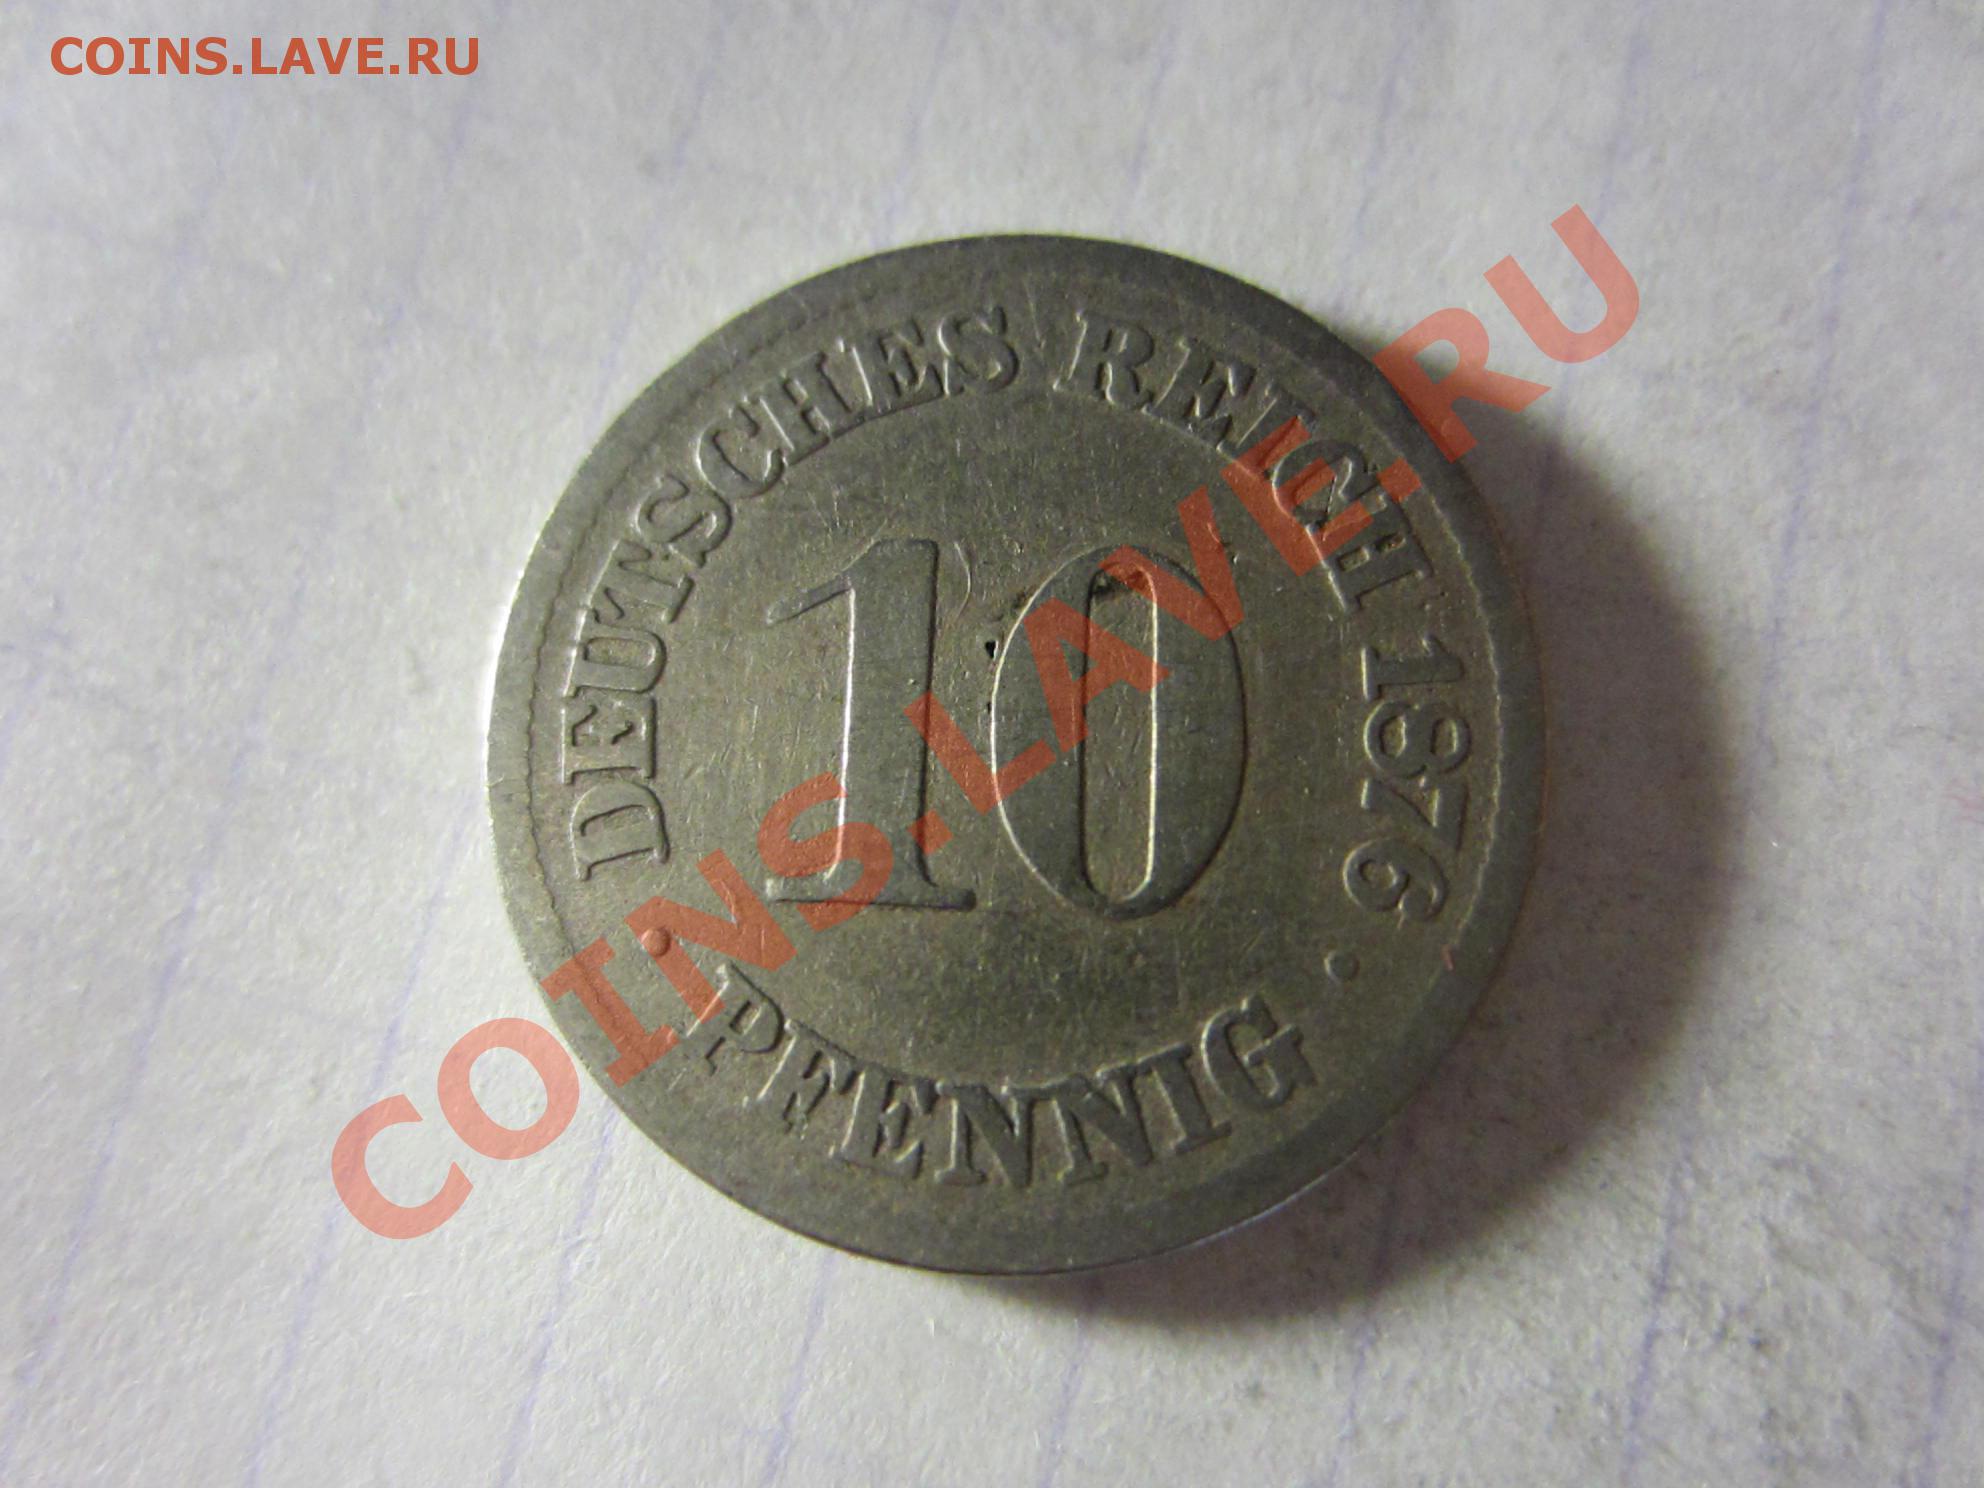 COINS.LAVE.RU
DEUTSCHES REICH 1876
10
PFENNIG
COINS.LAVE.RU